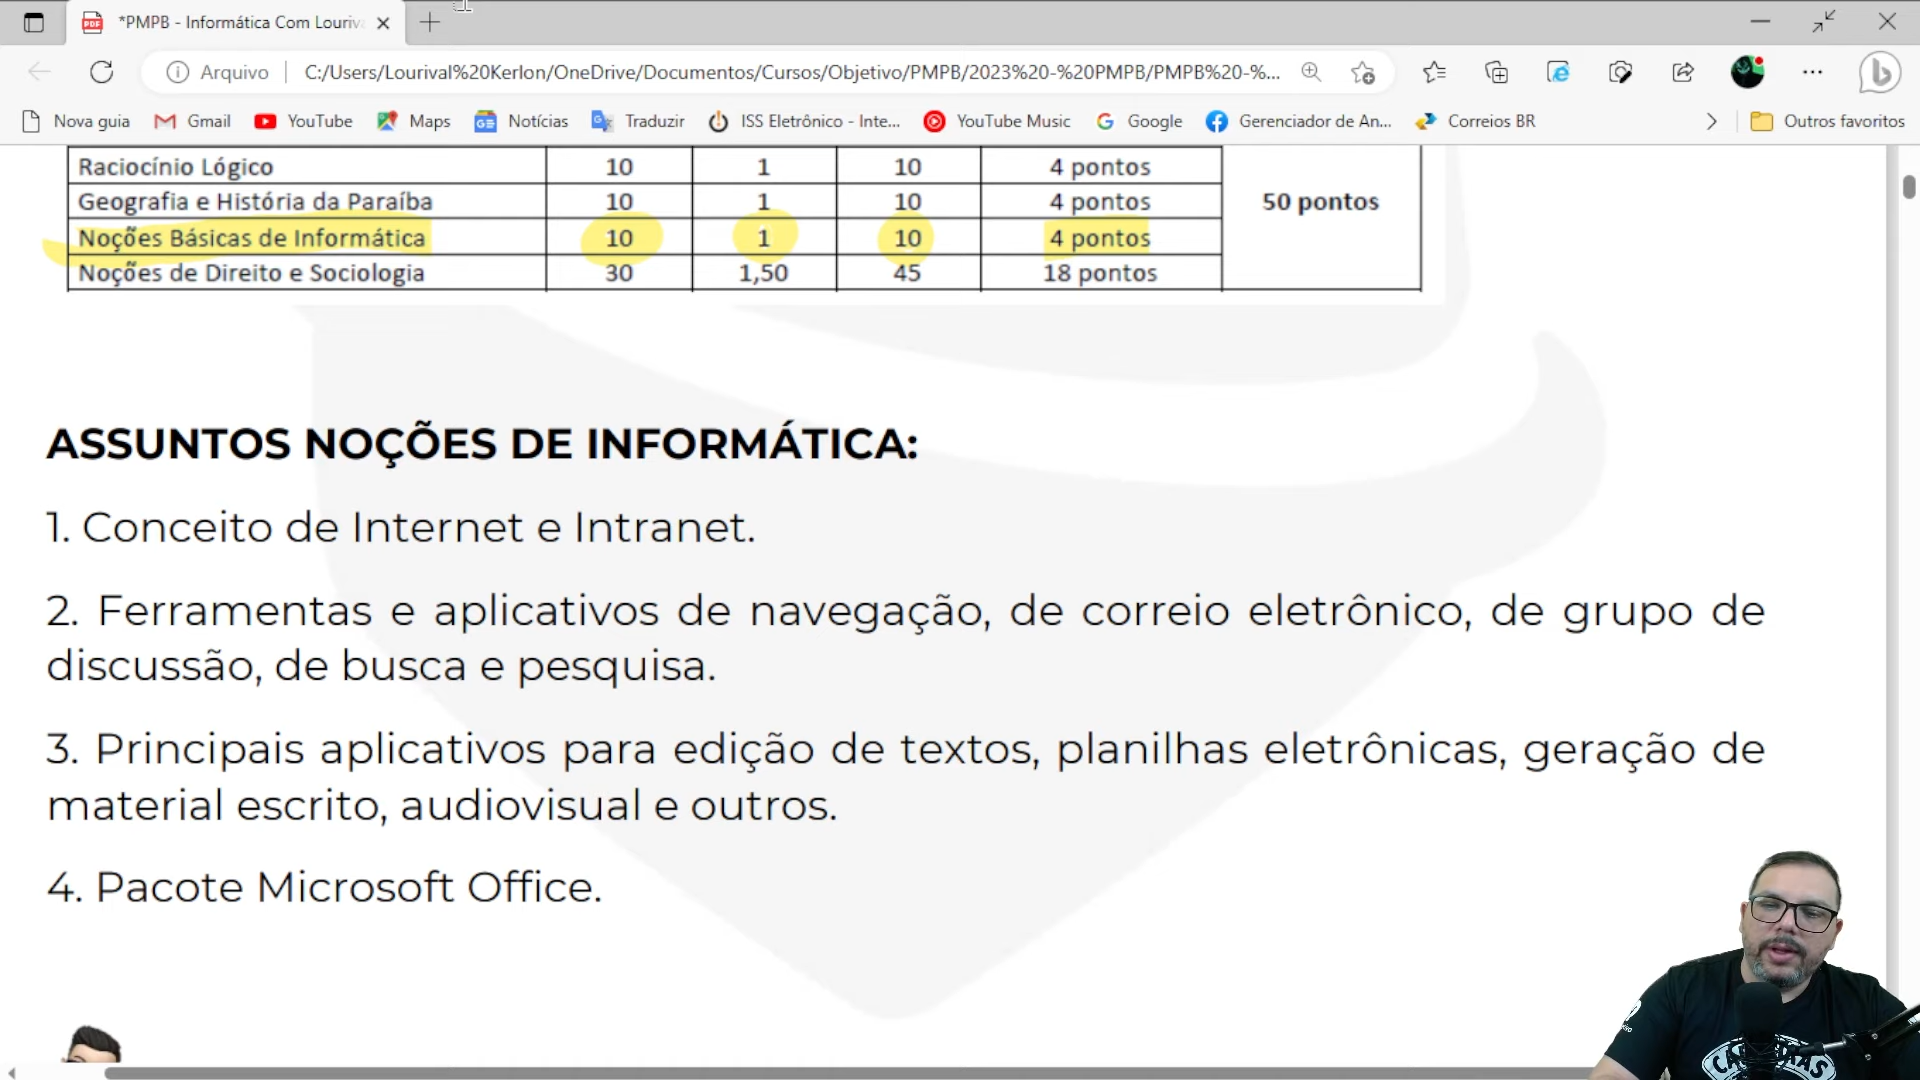 *PMPB - Informática Com Louriva
Arquivo
C:/Users/Lourival%20Kerlon/OneDrive/Documentos/Cursos/Objetivo/PMPB/2023%20-%20PMPB/PMPB%20-%...
Nova guia
Gmail
YouTube
Maps
Notícias
Traduzir
ISS Eletrônico - Inte...
YouTube Music
Google
Gerenciador de An...
Correios BR
Outros favoritos
Raciocínio Lógico 10 1 10 4 pontos
Geografia e História da Paraíba 10 1 10 4 pontos 50 pontos
Noções Básicas de Informática 10 1 10 4 pontos
Noções de Direito e Sociologia 30 1,50 45 18 pontos
ASSUNTOS NOÇÕES DE INFORMÁTICA:
1. Conceito de Internet e Intranet.
2. Ferramentas e aplicativos de navegação, de correio eletrônico, de grupo de
discussão, de busca e pesquisa.
3. Principais aplicativos para edição de textos, planilhas eletrônicas, geração de
material escrito, audiovisual e outros.
4. Pacote Microsoft Office.